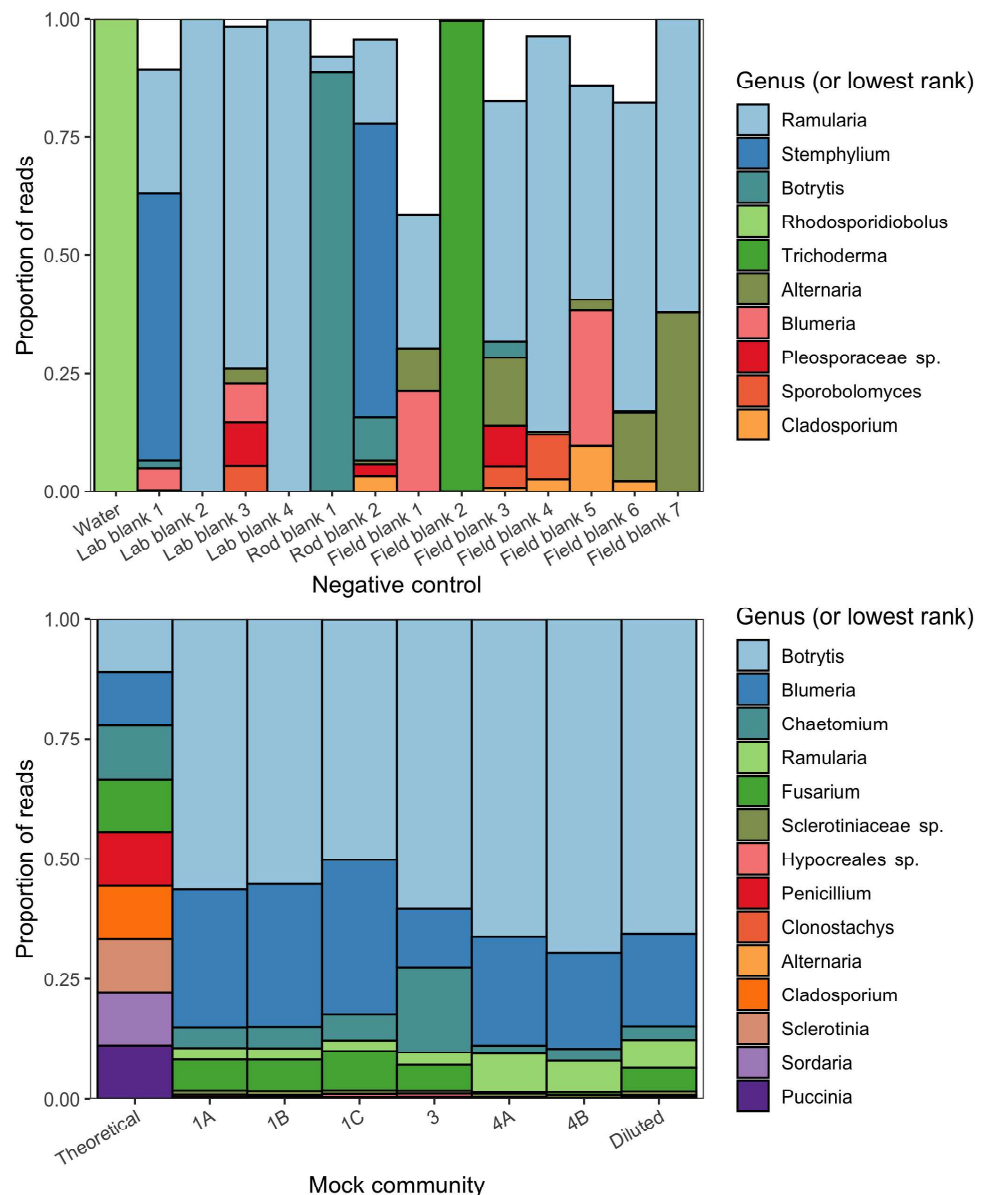 1.00
0.75
0.50
0.25
0.00
Proportion of reads
Water
Lab blank 1
Lab blank 2
Lab blank 3
Lab blank 4
Rod blank 1
Rod blank 2
Field blank 1
Field blank 2
Field blank 3
Field blank 4
Field blank 5
Field blank 6
Field blank 7
Negative control
Genus (or lowest rank)
Ramularia
Stemphylium
Botrytis
Rhodosporidiobolus
Trichoderma
Alternaria
Blumeria
Pleosporaceae sp.
Sporobolomyces
Cladosporium
1.00
0.75
0.50
0.25
0.00
Proportion of reads
Theoretical
1A
1B
1C
3
4A
4B
Diluted
Mock community
Genus (or lowest rank)
Botrytis
Blumeria
Chaetomium
Ramularia
Fusarium
Sclerotiniaceae sp.
Hypocreales sp.
Penicillium
Clonostachys
Alternaria
Cladosporium
Sclerotinia
Sordaria
Puccinia